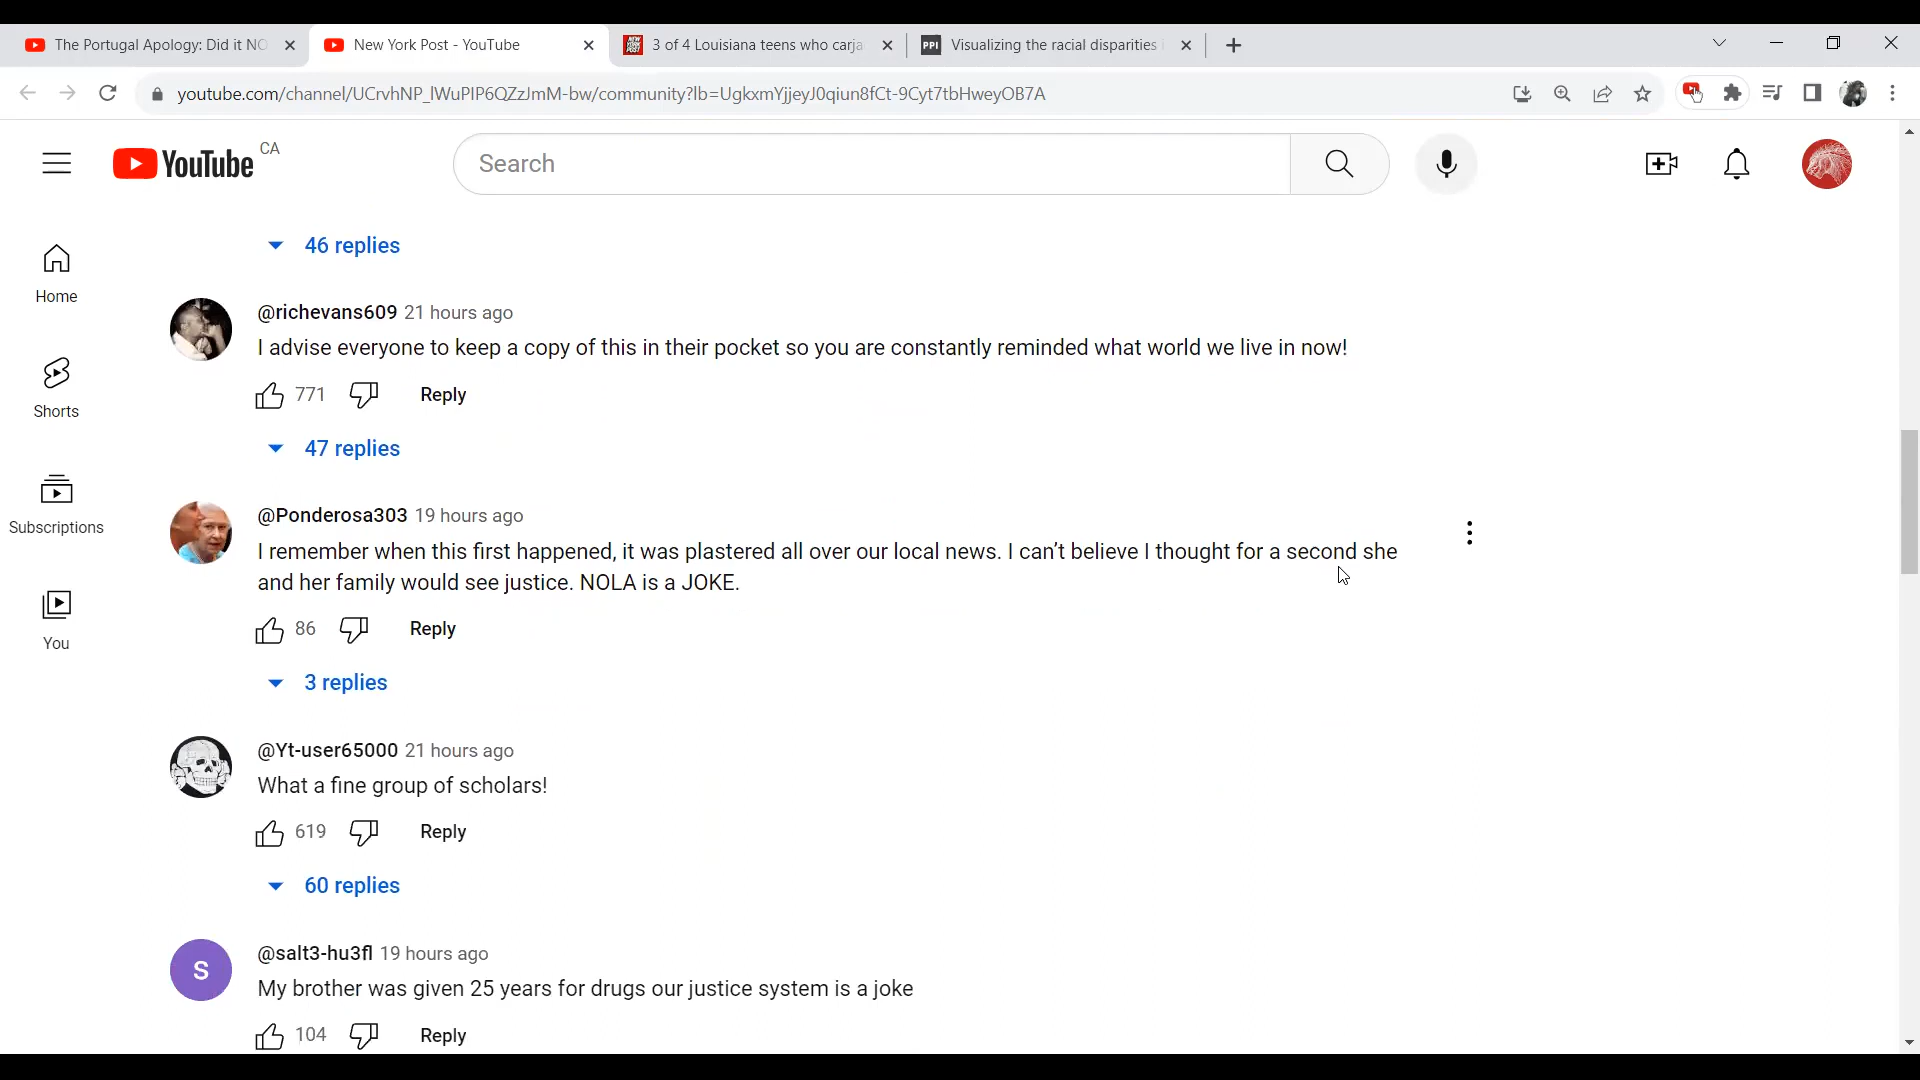 The Portugal Apology: Did it NO
New York Post - YouTube
3 of 4 Louisiana teens who carja
PPI
Visualizing the racial disparities i
youtube.com/channel/UCrvhNP_lWuPIP6QZzJmM-bw/community?lb=UgkxmYjjeyJ0qiun8fCt-9Cyt7tbHweyOB7A
YouTube CA
Search
Home
Shorts
Subscriptions
You
46 replies
@richevans609 21 hours ago
I advise everyone to keep a copy of this in their pocket so you are constantly reminded what world we live in now!
771 Reply
47 replies
@Ponderosa303 19 hours ago
I remember when this first happened, it was plastered all over our local news. I can’t believe I thought for a second she
and her family would see justice. NOLA is a JOKE.
86 Reply
3 replies
@Yt-user65000 21 hours ago
What a fine group of scholars!
619 Reply
60 replies
S
@salt3-hu3fl 19 hours ago
My brother was given 25 years for drugs our justice system is a joke
104 Reply